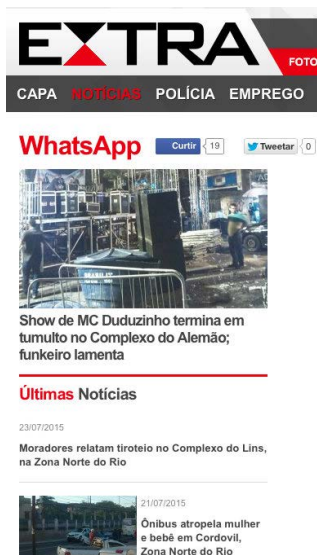 EXTRA
FOTO
CAPA NOTÍCIAS POLÍCIA EMPREGO
WhatsApp
Curtir 19
Tweetar 0
Show de MC Duduzinho termina em
tumulto no Complexo do Alemão;
funkeiro lamenta
Últimas Notícias
23/07/2015
Moradores relatam tiroteio no Complexo do Lins,
na Zona Norte do Rio
21/07/2015
Ônibus atropela mulher
e bebê em Cordovil,
Zona Norte do Rio